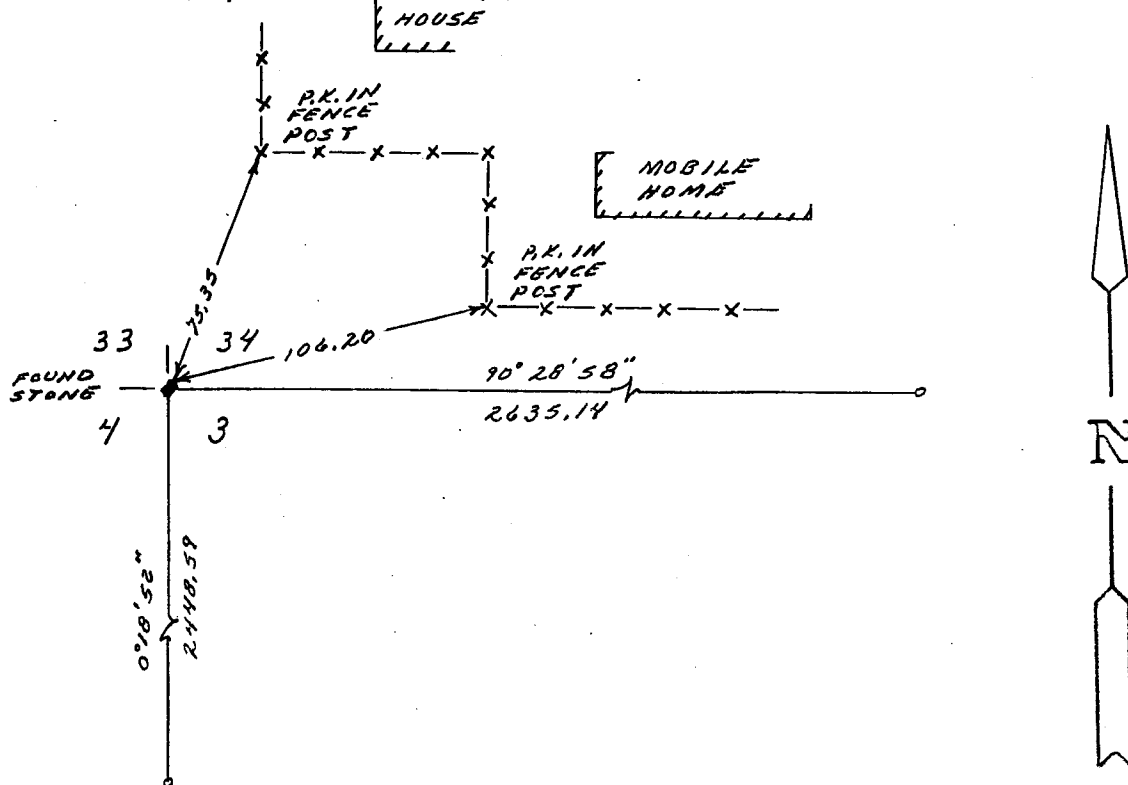 HOUSE
P.K. IN
FENCE
POST
MOBILE
HOME
P.K. IN
FENCE
POST
75.35
33
34
106.20
FOUND
STONE
90° 28' 58"
2635.14
4
3
N
0°18'52"
2448.59